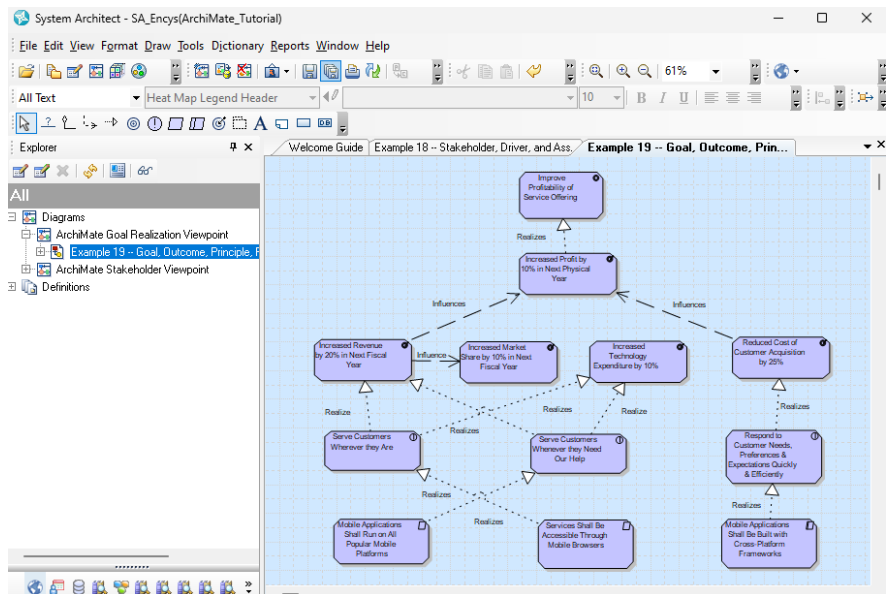 System Architect - SA_Encys(ArchiMate_Tutorial)
File Edit View Format Draw Tools Dictionary Reports Window Help
61%
All Text
Heat Map Legend Header
10
B I U
A
Explorer
Welcome Guide
Example 18 -- Stakeholder, Driver, and Ass.
Example 19 -- Goal, Outcome, Prin...
All
Diagrams
ArchiMate Goal Realization Viewpoint
Example 19 -- Goal, Outcome, Principle, F
ArchiMate Stakeholder Viewpoint
Definitions
Improve
Profitability of
Service Offering
Realizes
Increased Profit by
10% in Next Physical
Year
Influences
Influences
Increased Revenue
by 20% in Next Fiscal
Year
Influence
Increased Market
Share by 10% in Next
Fiscal Year
Increased
Technology
Expenditure by 10%
Reduced Cost of
Customer Acquisition
by 25%
Realize
Realizes
Realizes
Realize
Realizes
Serve Customers
Wherever they Are
Serve Customers
Whenever they Need
Our Help
Respond to
Customer Needs,
Preferences &
Expectations Quickly
& Efficiently
Realizes
Realizes
Realizes
Mobile Applications
Shall Run on All
Popular Mobile
Platforms
Services Shall Be
Accessible Through
Mobile Browsers
Mobile Applications
Shall Be Built with
Cross-Platform
Frameworks